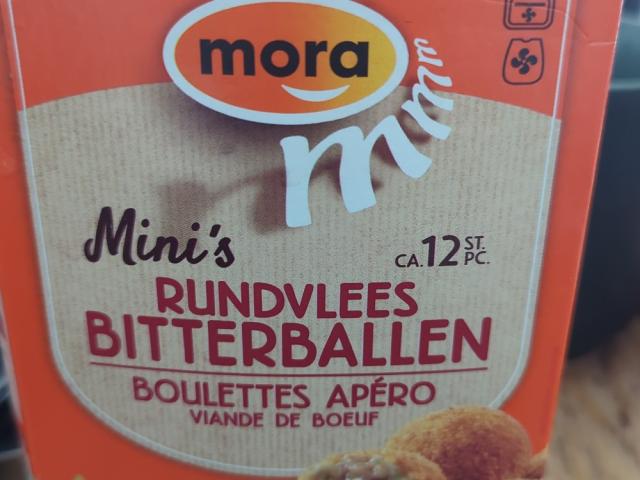 mora
mmm
Mini's
CA. 12 ST.
PC.
RUNDVLEES
BITTERBALLEN
BOULETTES APÉRO
VIANDE DE BOEUF